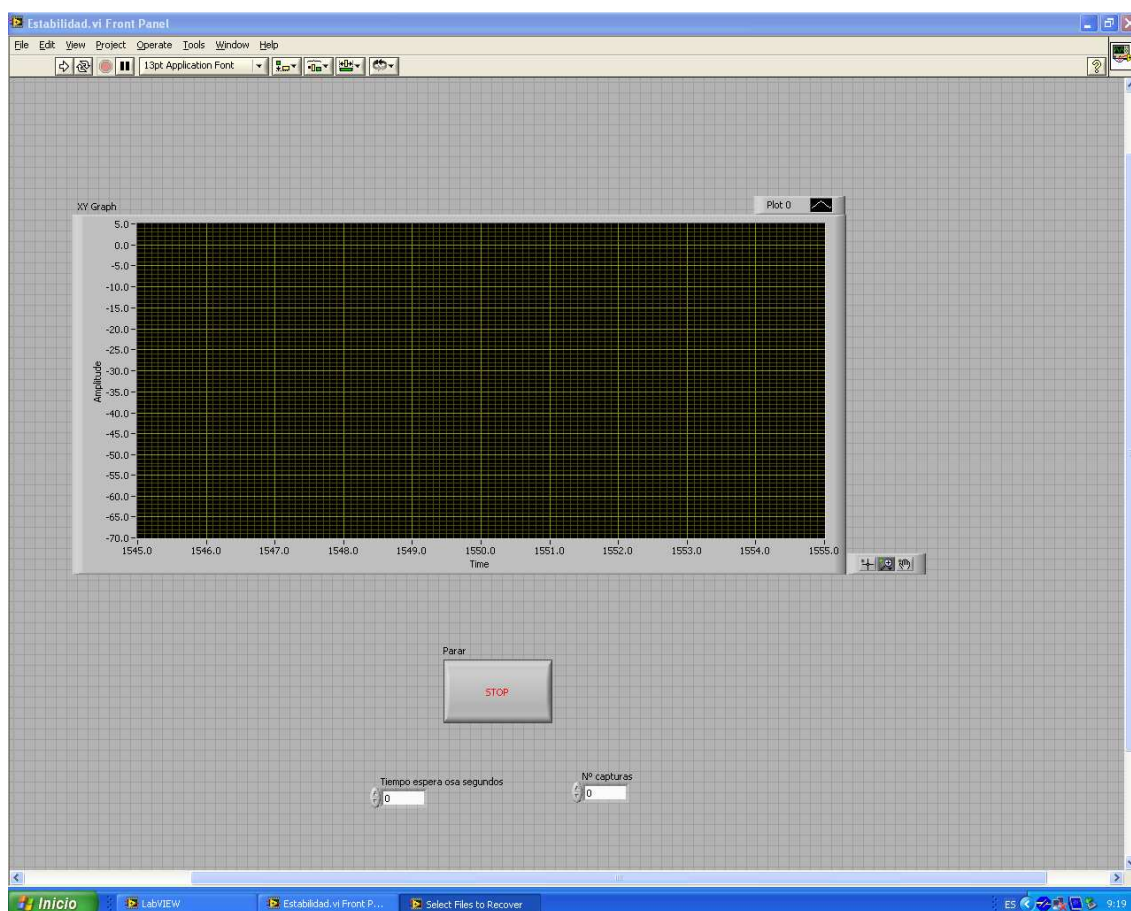 Estabilidad.vi Front Panel
File Edit View Project Operate Tools Window Help
13pt Application Font
?
XY Graph
Plot 0
5.0
0.0
-5.0
-10.0
-15.0
-20.0
-25.0
-30.0
-35.0
-40.0
-45.0
-50.0
-55.0
-60.0
-65.0
-70.0
Amplitude
1545.0 1546.0 1547.0 1548.0 1549.0 1550.0 1551.0 1552.0 1553.0 1554.0 1555.0
Time
Parar
STOP
Tiempo espera osa segundos
0
Nº capturas
0
Inicio LabVIEW Estabilidad.vi Front P... Select Files to Recover ES 9:19